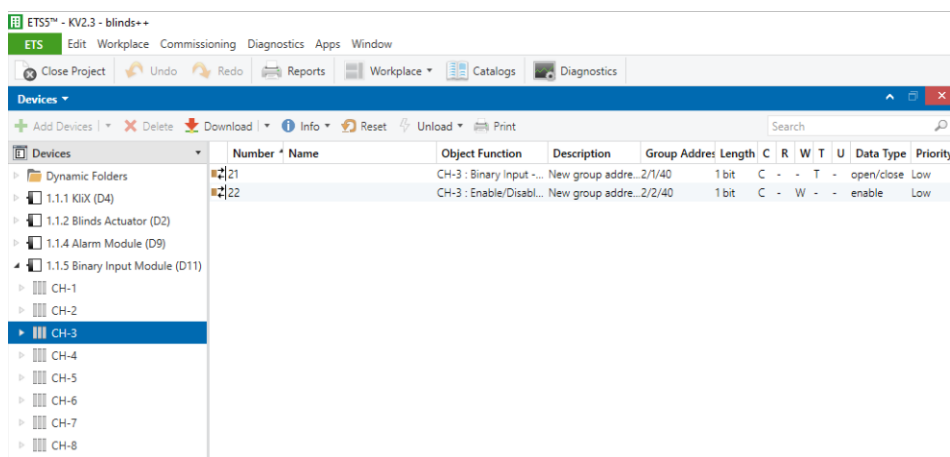 ETS5™ - KV2.3 - blinds++
ETS Edit Workplace Commissioning Diagnostics Apps Window
Close Project Undo Redo Reports Workplace Catalogs Diagnostics
Devices
Add Devices Delete Download Info Reset Unload Print Search
Devices Number Name Object Function Description Group Addres Length C R W T U Data Type Priority
Dynamic Folders 21 CH-3 : Binary Input -... New group addre... 2/1/40 1 bit C - - T - open/close Low
1.1.1 KliX (D4) 22 CH-3 : Enable/Disabl... New group addre... 2/2/40 1 bit C - W - - enable Low
1.1.2 Blinds Actuator (D2)
1.1.4 Alarm Module (D9)
1.1.5 Binary Input Module (D11)
CH-1
CH-2
CH-3
CH-4
CH-5
CH-6
CH-7
CH-8